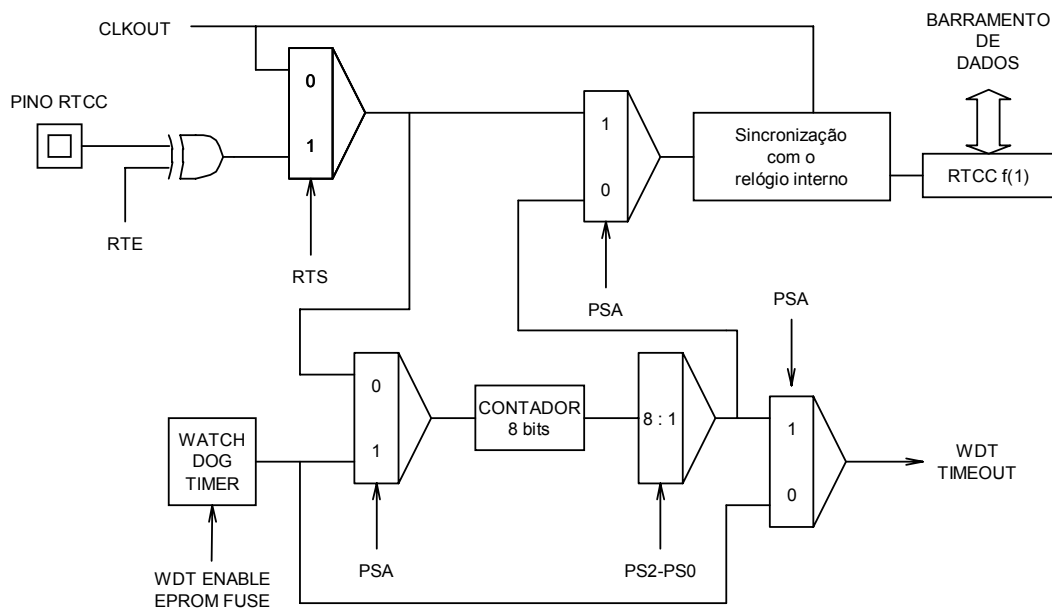 CLKOUT
BARRAMENTO
DE
DADOS
PINO RTCC
0
1
RTE
RTS
1
0
PSA
Sincronização
com o
relógio interno
RTCC f(1)
PSA
0
1
PSA
CONTADOR
8 bits
8 : 1
PS2-PS0
1
0
WDT
TIMEOUT
WATCH
DOG
TIMER
WDT ENABLE
EPROM FUSE